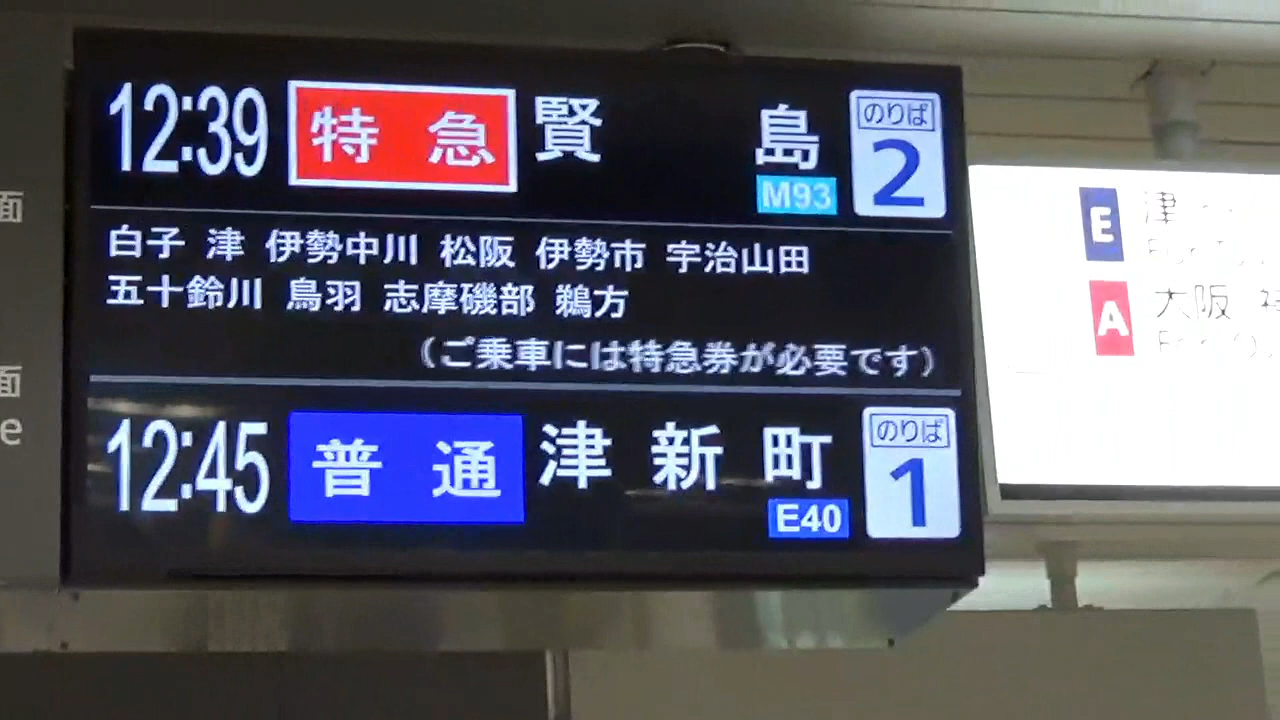 12:39 特急 賢島 のりば 2
M93
白子 津 伊勢中川 松阪 伊勢市 宇治山田
五十鈴川 鳥羽 志摩磯部 鵜方
(ご乗車には特急券が必要です)
12:45 普通 津新町 のりば 1
E40
E 津
A 大阪
面
面
e